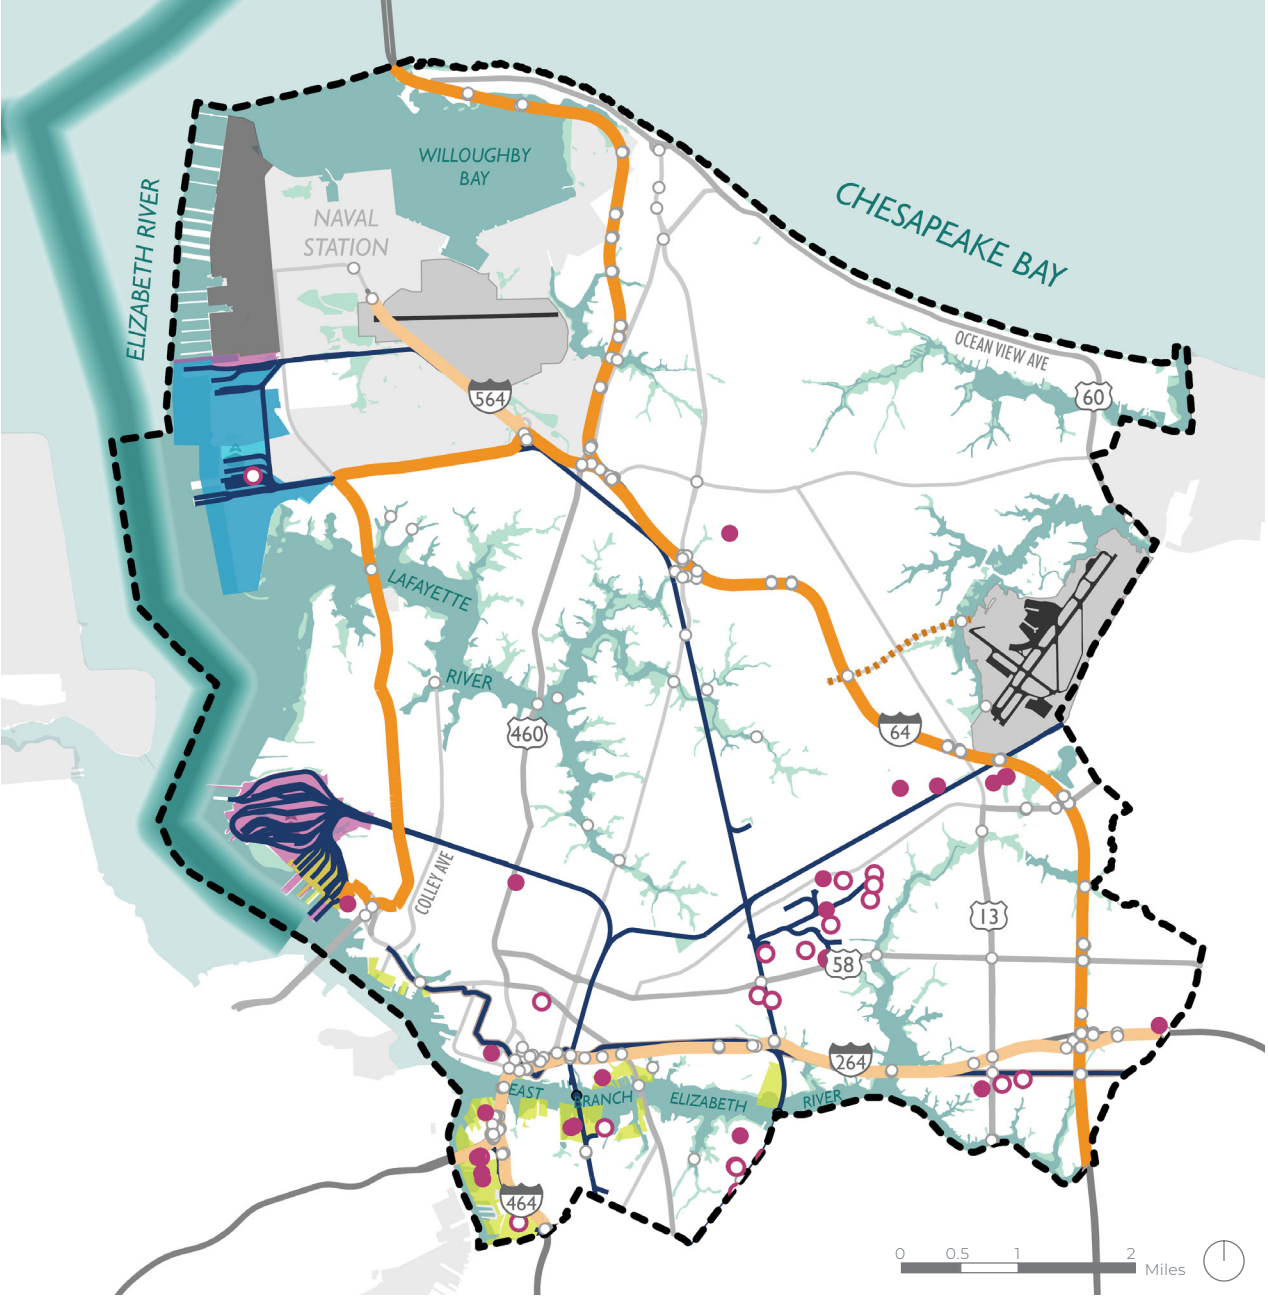 WILLOUGHBY
BAY
ELIZABETH RIVER
NAVAL
STATION
CHESAPEAKE BAY
OCEAN VIEW AVE
60
564
LAFAYETTE
RIVER
460
64
COLLEY AVE
13
58
264
EAST
BRANCH
ELIZABETH
RIVER
464
0 0.5 1 2
Miles